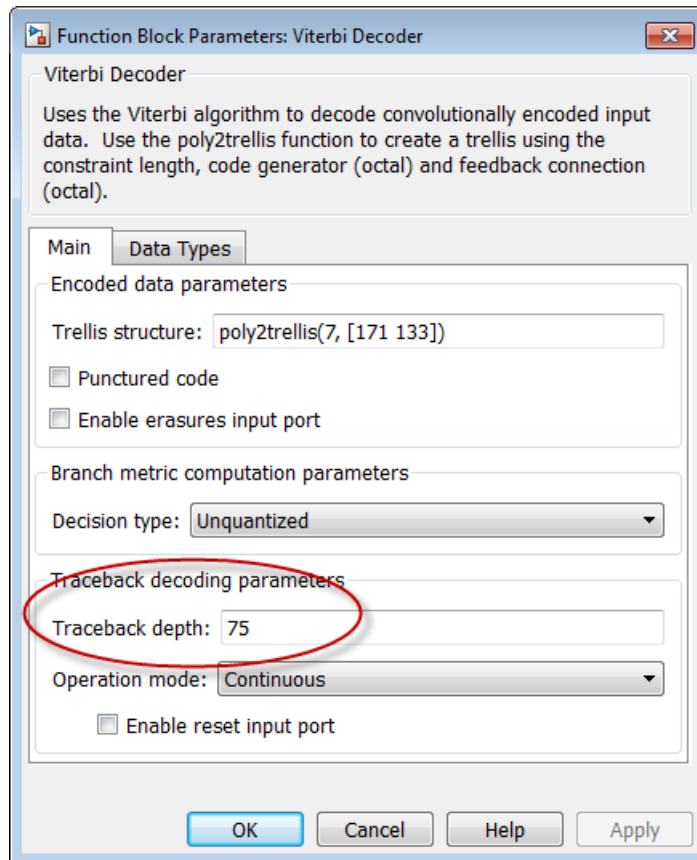 Function Block Parameters: Viterbi Decoder
Viterbi Decoder
Uses the Viterbi algorithm to decode convolutionally encoded input
data. Use the poly2trellis function to create a trellis using the
constraint length, code generator (octal) and feedback connection
(octal).
Main Data Types
Encoded data parameters
Trellis structure: poly2trellis(7, [171 133])
Punctured code
Enable erasures input port
Branch metric computation parameters
Decision type: Unquantized
Traceback decoding parameters
Traceback depth: 75
Operation mode: Continuous
Enable reset input port
OK Cancel Help Apply